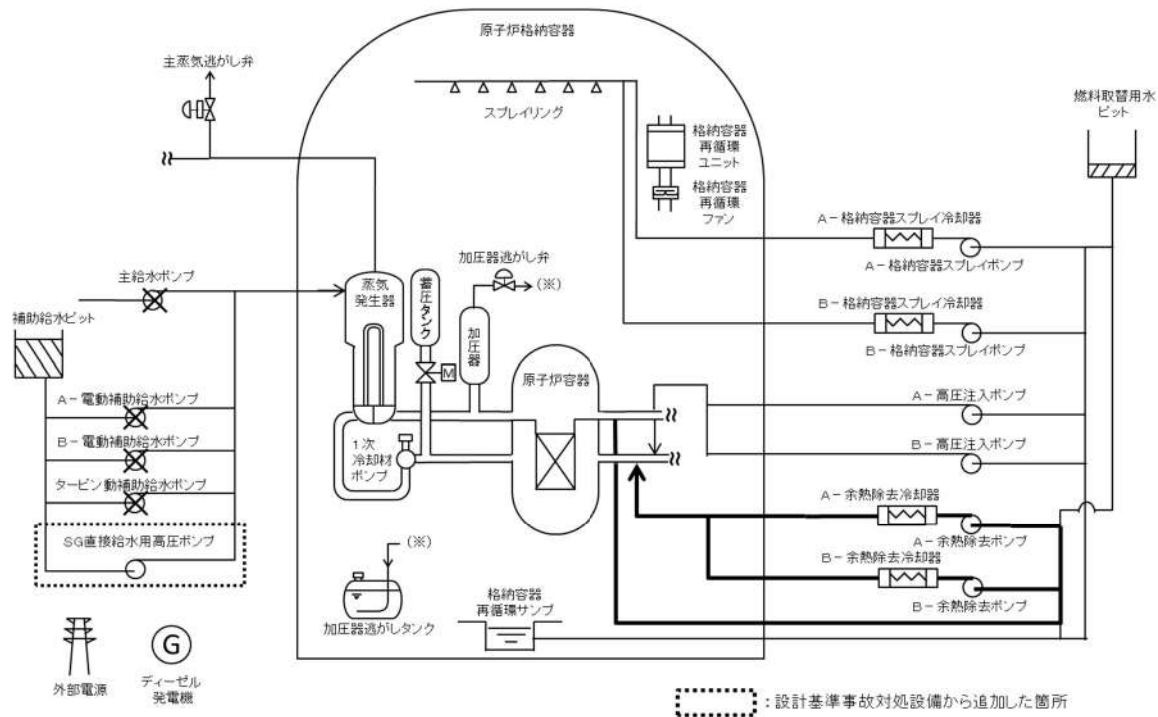 原子炉格納容器
主蒸気逃がし弁
スプレイリング
格納容器
再循環
ユニット
格納容器
再循環
ファン
燃料取替用水
ピット
A-格納容器スプレイ冷却器
A-格納容器スプレイポンプ
加圧器逃がし弁
(※)
主給水ポンプ
蒸気
発生器
蓄圧タンク
加圧器
M
補助給水ピット
B-格納容器スプレイ冷却器
B-格納容器スプレイポンプ
原子炉容器
A-電動補助給水ポンプ
B-電動補助給水ポンプ
タービン動補助給水ポンプ
SG直接給水用高圧ポンプ
1次
冷却材
ポンプ
A-高圧注入ポンプ
B-高圧注入ポンプ
A-余熱除去冷却器
A-余熱除去ポンプ
B-余熱除去冷却器
B-余熱除去ポンプ
(※)
加圧器逃がしタンク
格納容器
再循環サンプ
外部電源
G
ディーゼル
発電機
:設計基準事故対処設備から追加した箇所